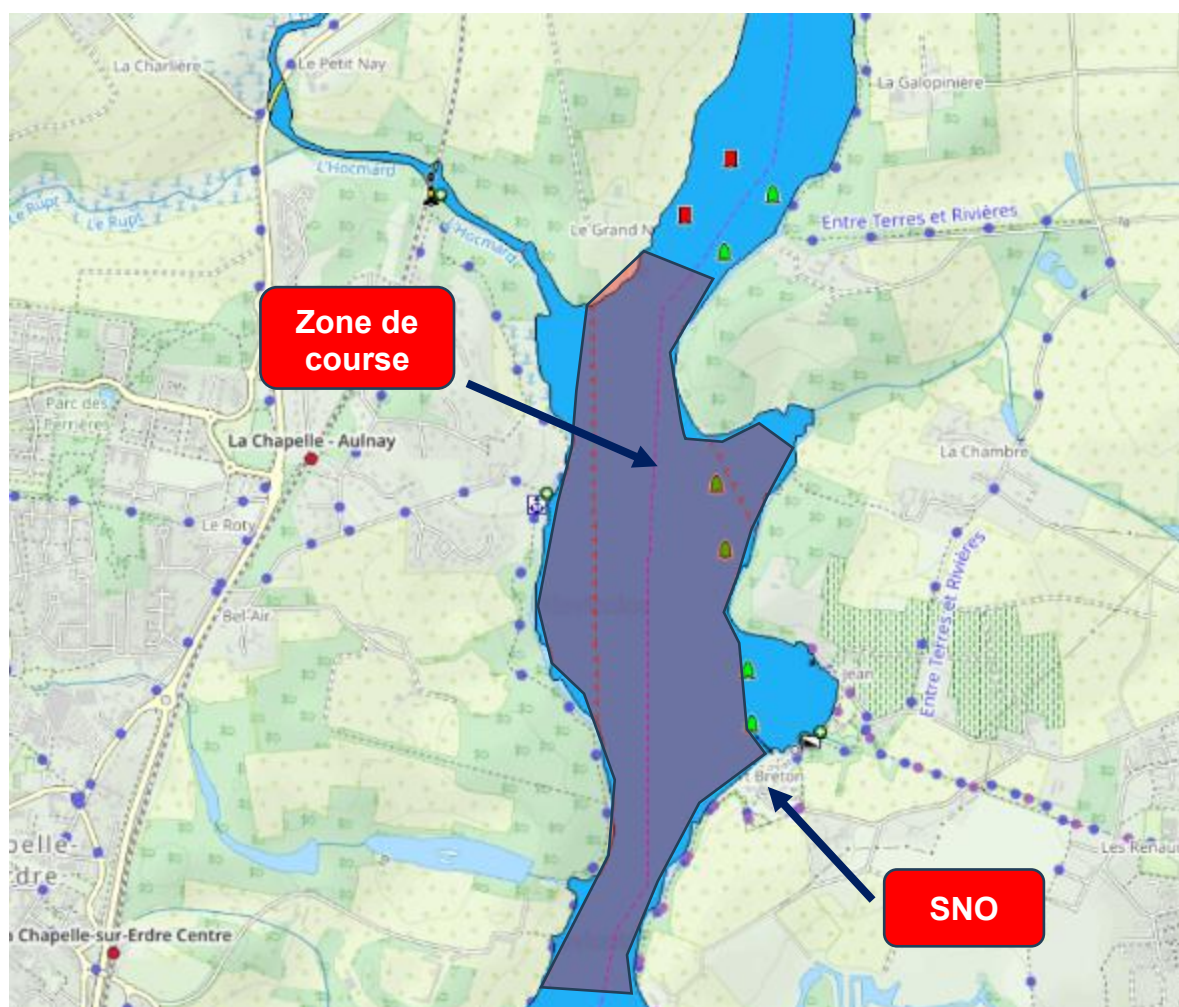 La Charlière
Le Petit Nay
La Galopinière
L'Hocmard
Le Rupt
Le Rupt
L'Hocmard
Le Grand N
Entre Terres et Rivières
la
Zone de
course
Parc des
Perrières
La Chapelle - Aulnay
La Chambre
Le Roty
Entre Terres et Rivières
Bel-Air
Jean
t Breton
pelle-
rdre
Les Renau
SNO
a Chapelle-sur-Erdre Centre